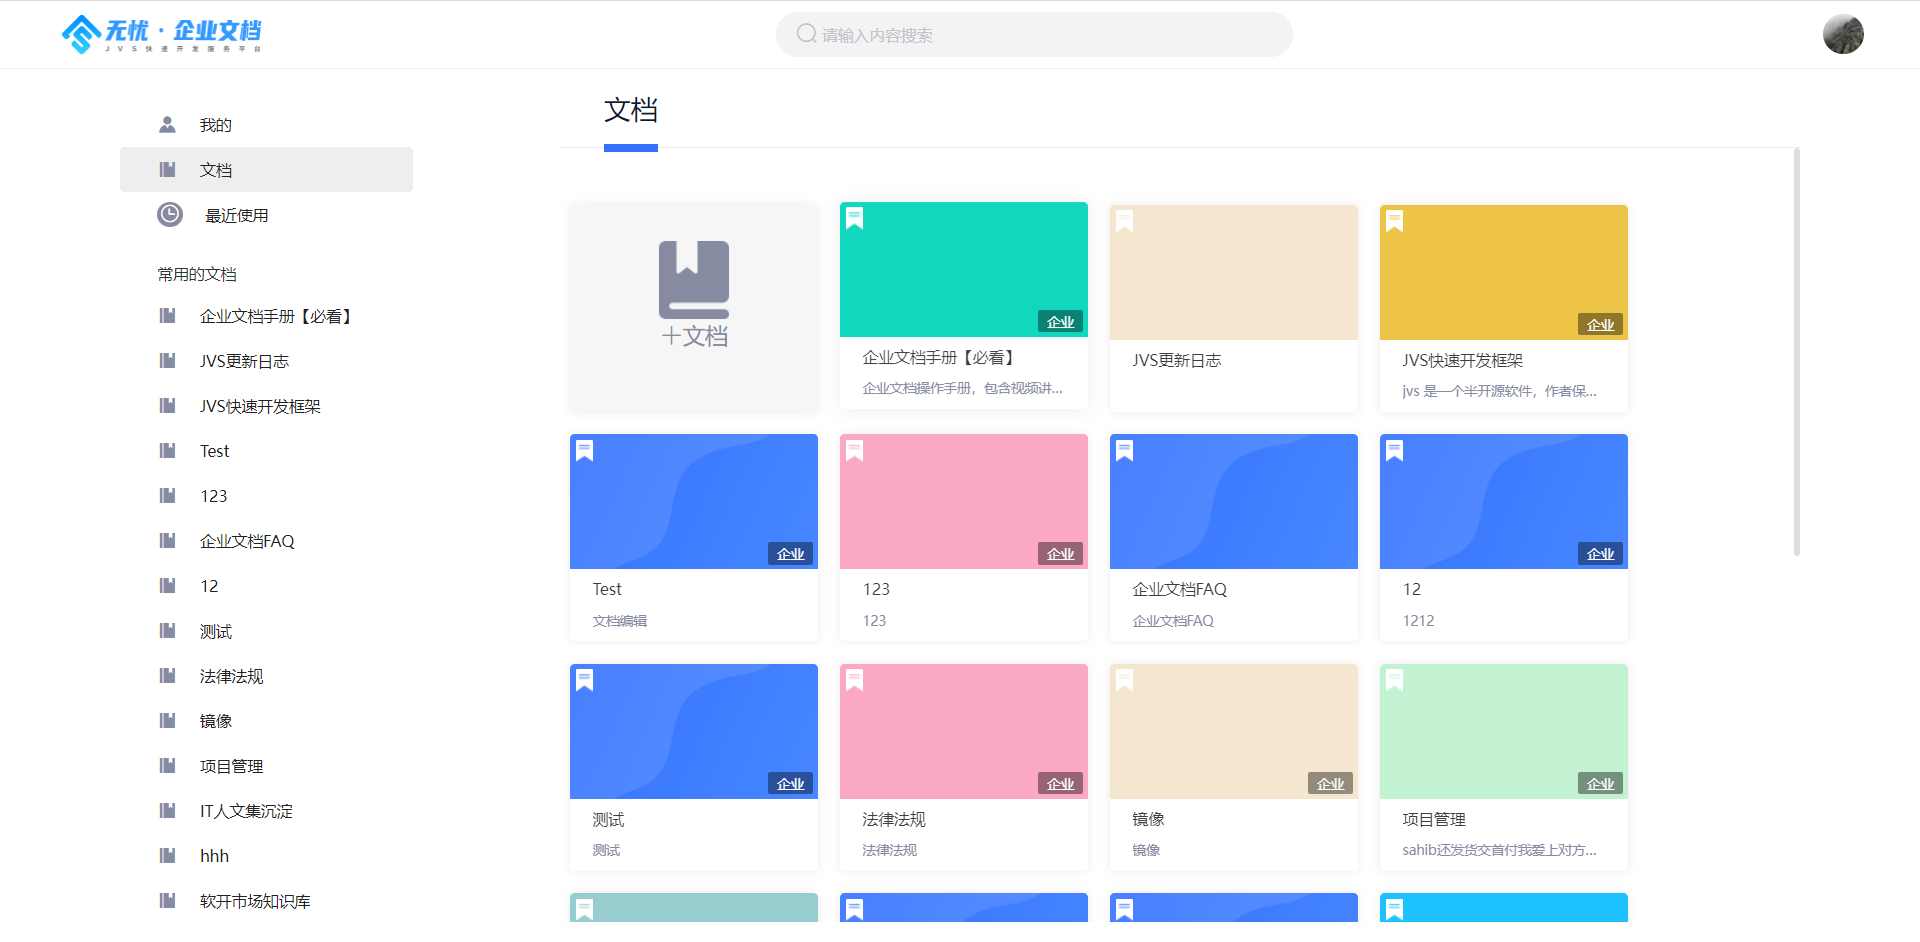 无忧·企业文档
JVS快速开发服务平台
请输入内容搜索
我的
文档
最近使用
常用的文档
企业文档手册【必看】
JVS更新日志
JVS快速开发框架
Test
123
企业文档FAQ
12
测试
法律法规
镜像
项目管理
IT人文集沉淀
hhh
软开市场知识库
文档
+文档
企业
企业文档手册【必看】
企业文档操作手册，包含视频讲...
JVS更新日志
企业
JVS快速开发框架
jvs 是一个半开源软件，作者保...
企业
Test
文档编辑
企业
123
123
企业文档FAQ
企业文档FAQ
企业
12
1212
企业
测试
测试
企业
法律法规
法律法规
企业
镜像
镜像
企业
项目管理
sahib还发货交首付我爱上对方...